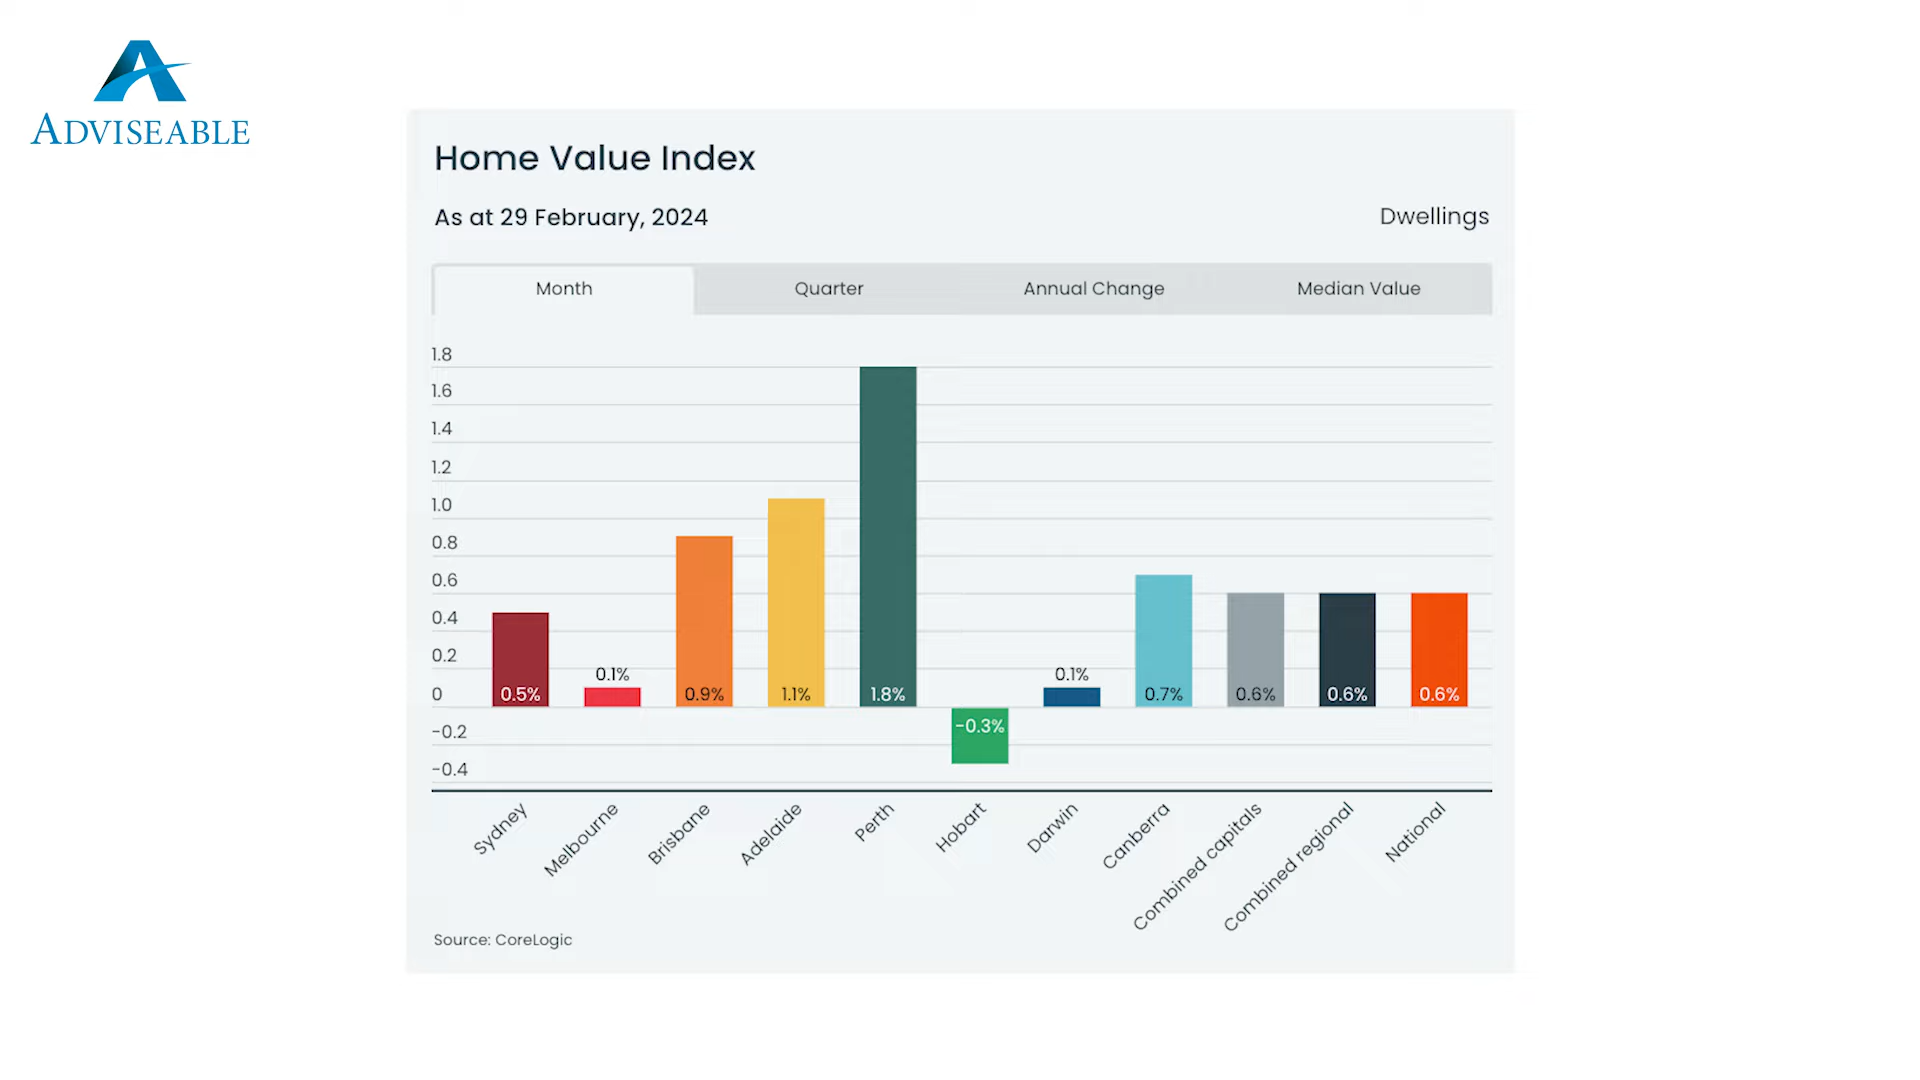 ADVISEABLE
Home Value Index
As at 29 February, 2024
Dwellings
Month
Quarter
Annual Change
Median Value
1.8
1.6
1.4
1.2
1.0
0.8
0.6
0.4
0.2
0
-0.2
-0.4
0.5%
0.1%
0.9%
1.1%
1.8%
-0.3%
0.1%
0.7%
0.6%
0.6%
0.6%
Sydney
Melbourne
Brisbane
Adelaide
Perth
Hobart
Darwin
Canberra
Combined capitals
Combined regional
National
Source: CoreLogic